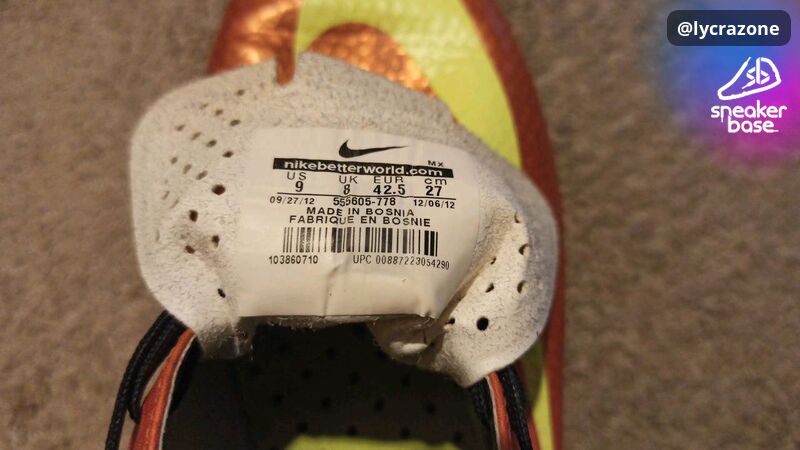 @lycrazone
sneaker
base
MX
nikebetterworld.com
US UK EUR cm
9 8 42.5 27
09/27/12 555605-778 12/06/12
MADE IN BOSNIA
FABRIQUE EN BOSNIE
103860710 UPC 00887223054290